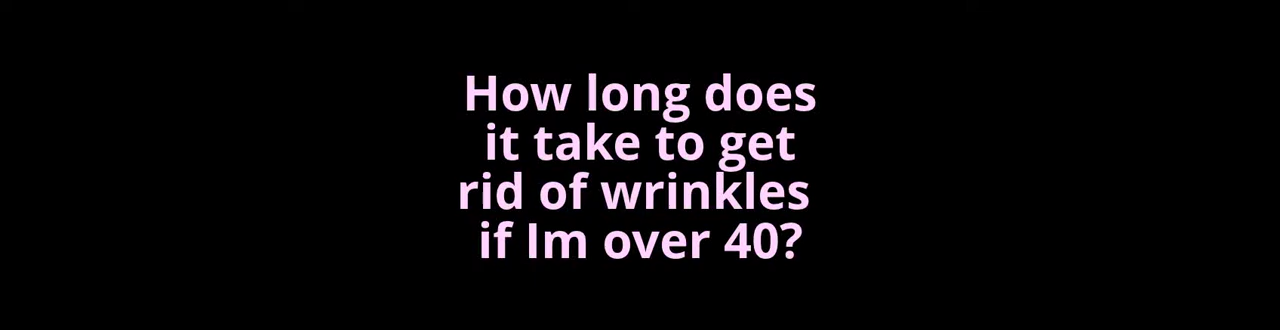 How long does
it take to get
rid of wrinkles
if Im over 40?